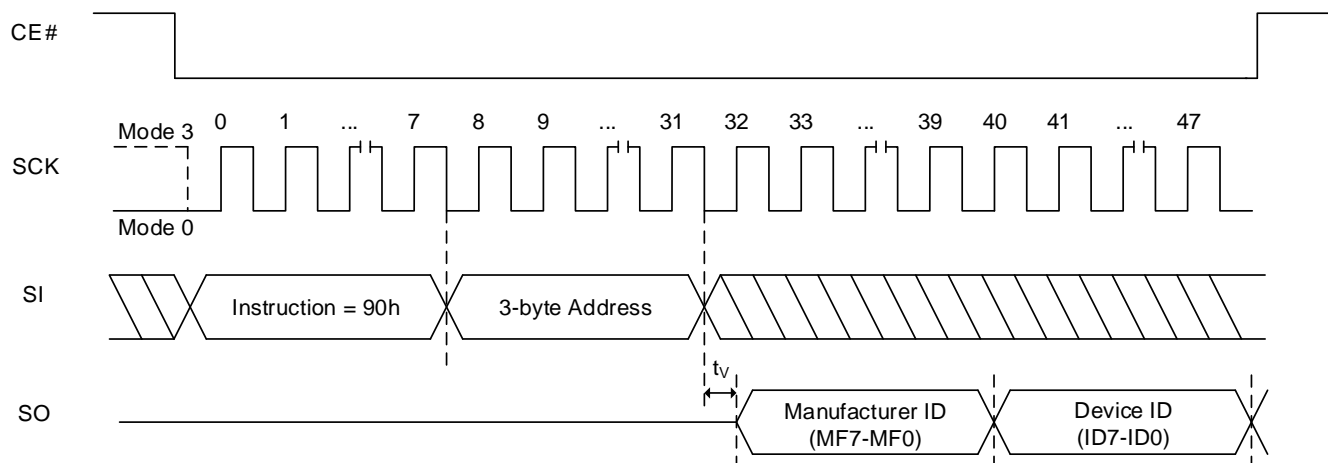 CE#
Mode 3
0 1 ... 7 8 9 ... 31 32 33 ... 39 40 41 ... 47
SCK
Mode 0
SI
Instruction = 90h
3-byte Address
tV
SO
Manufacturer ID
(MF7-MF0)
Device ID
(ID7-ID0)